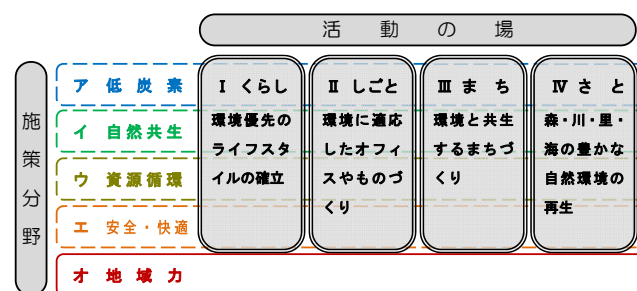 活動の場
施策分野
ア 低炭素
イ 自然共生
ウ 資源循環
エ 安全・快適
オ 地域力
Ⅰ くらし
環境優先の
ライフスタ
イルの確立
Ⅱ しごと
環境に適応
したオフィ
スやものづ
くり
Ⅲ まち
環境と共生
するまちづ
くり
Ⅳ さと
森・川・里・
海の豊かな
自然環境の
再生